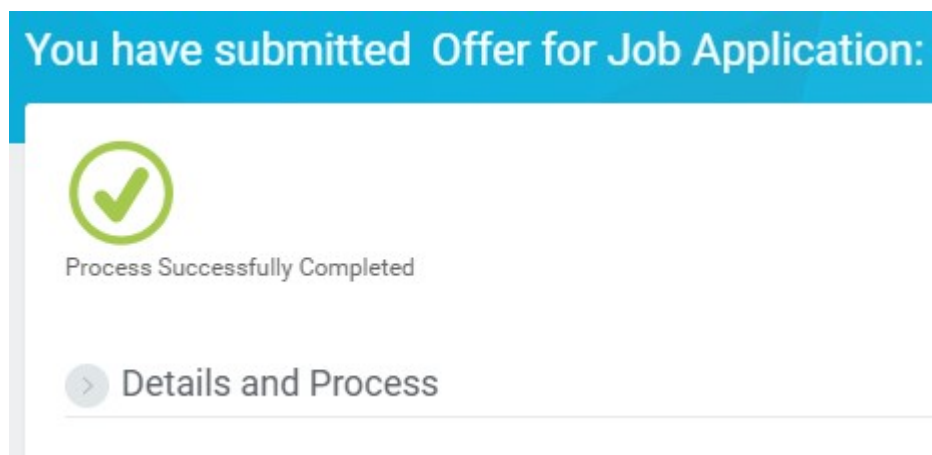 You have submitted Offer for Job Application:
Process Successfully Completed
Details and Process